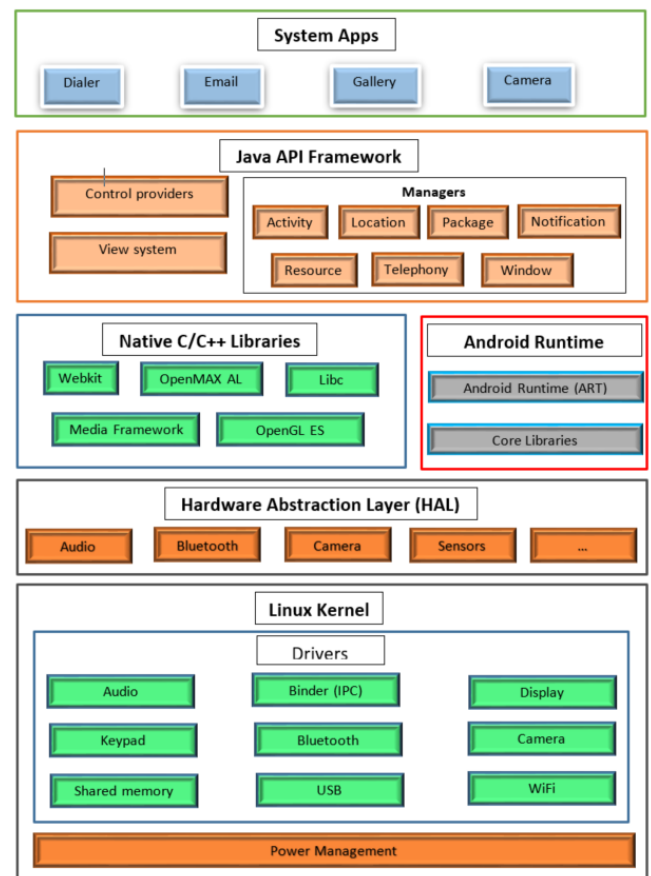 System Apps
Dialer
Email
Gallery
Camera
Java API Framework
Control providers
View system
Managers
Activity
Location
Package
Notification
Resource
Telephony
Window
Native C/C++ Libraries
Webkit
OpenMAX AL
Libc
Media Framework
OpenGL ES
Android Runtime
Android Runtime (ART)
Core Libraries
Hardware Abstraction Layer (HAL)
Audio
Bluetooth
Camera
Sensors
...
Linux Kernel
Drivers
Audio
Binder (IPC)
Display
Keypad
Bluetooth
Camera
Shared memory
USB
WiFi
Power Management